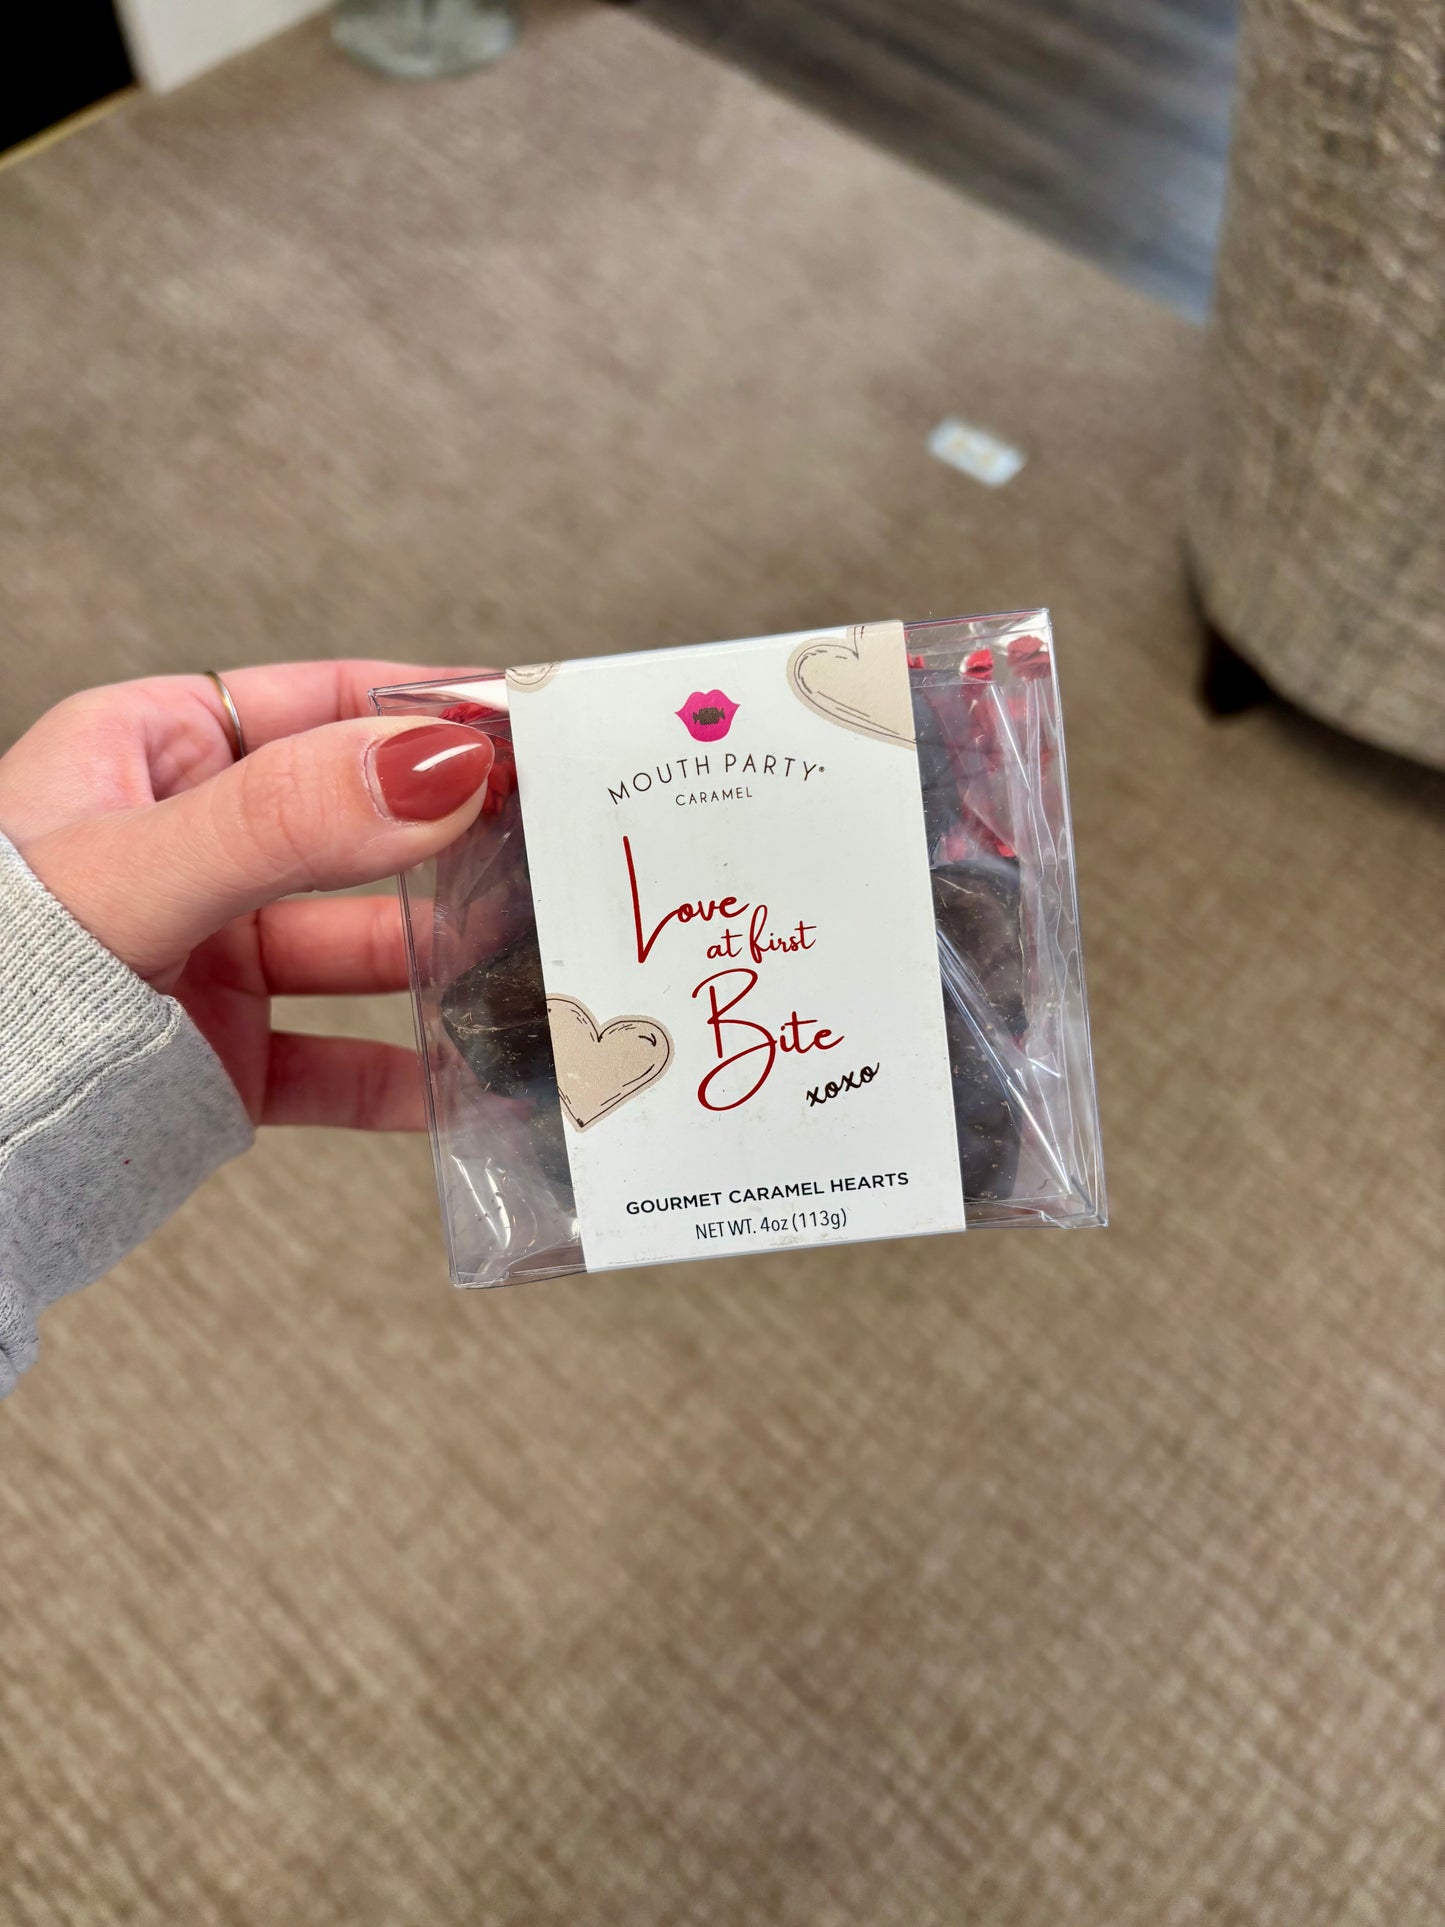 MOUTH PARTY®
CARAMEL
Love
at first
Bite
xoxo
GOURMET CARAMEL HEARTS
NET WT. 4oz (113g)